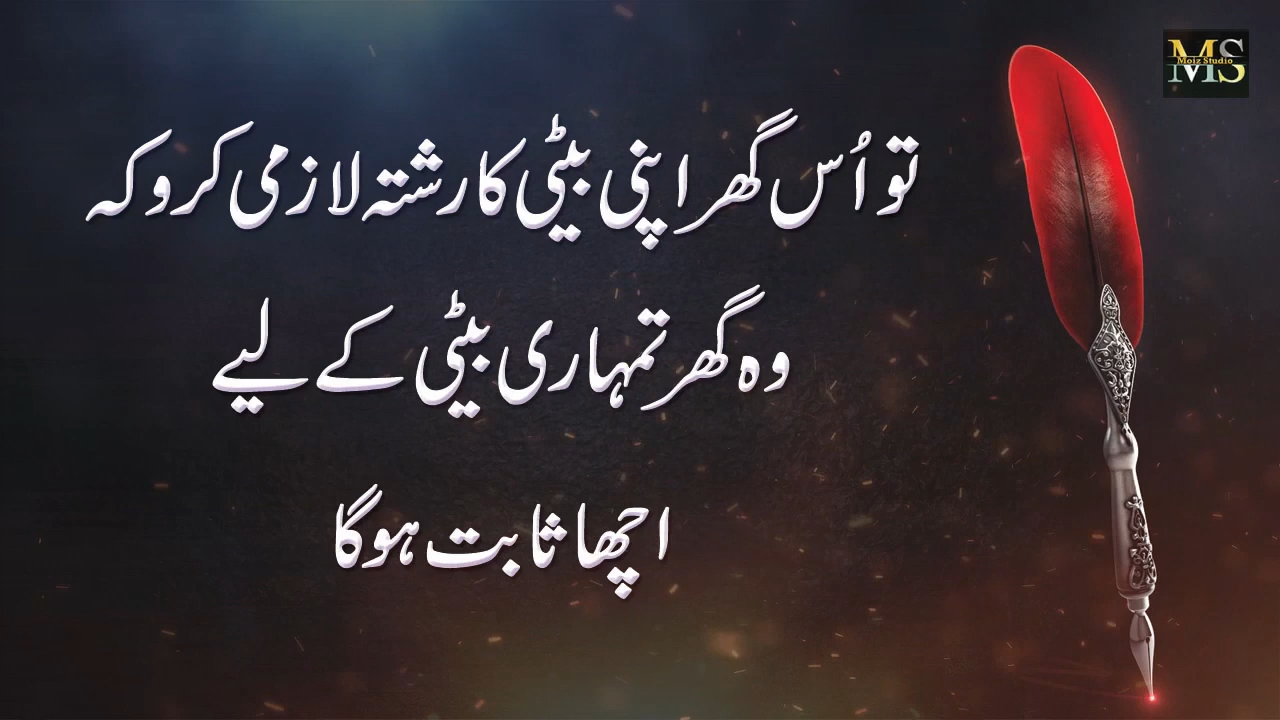 MS
Moiz Studio
تو اُس گھر اپنی بیٹی کا رشتہ لازمی کرو کہ
وہ گھر تمہاری بیٹی کے لیے
اچھا ثابت ہوگا